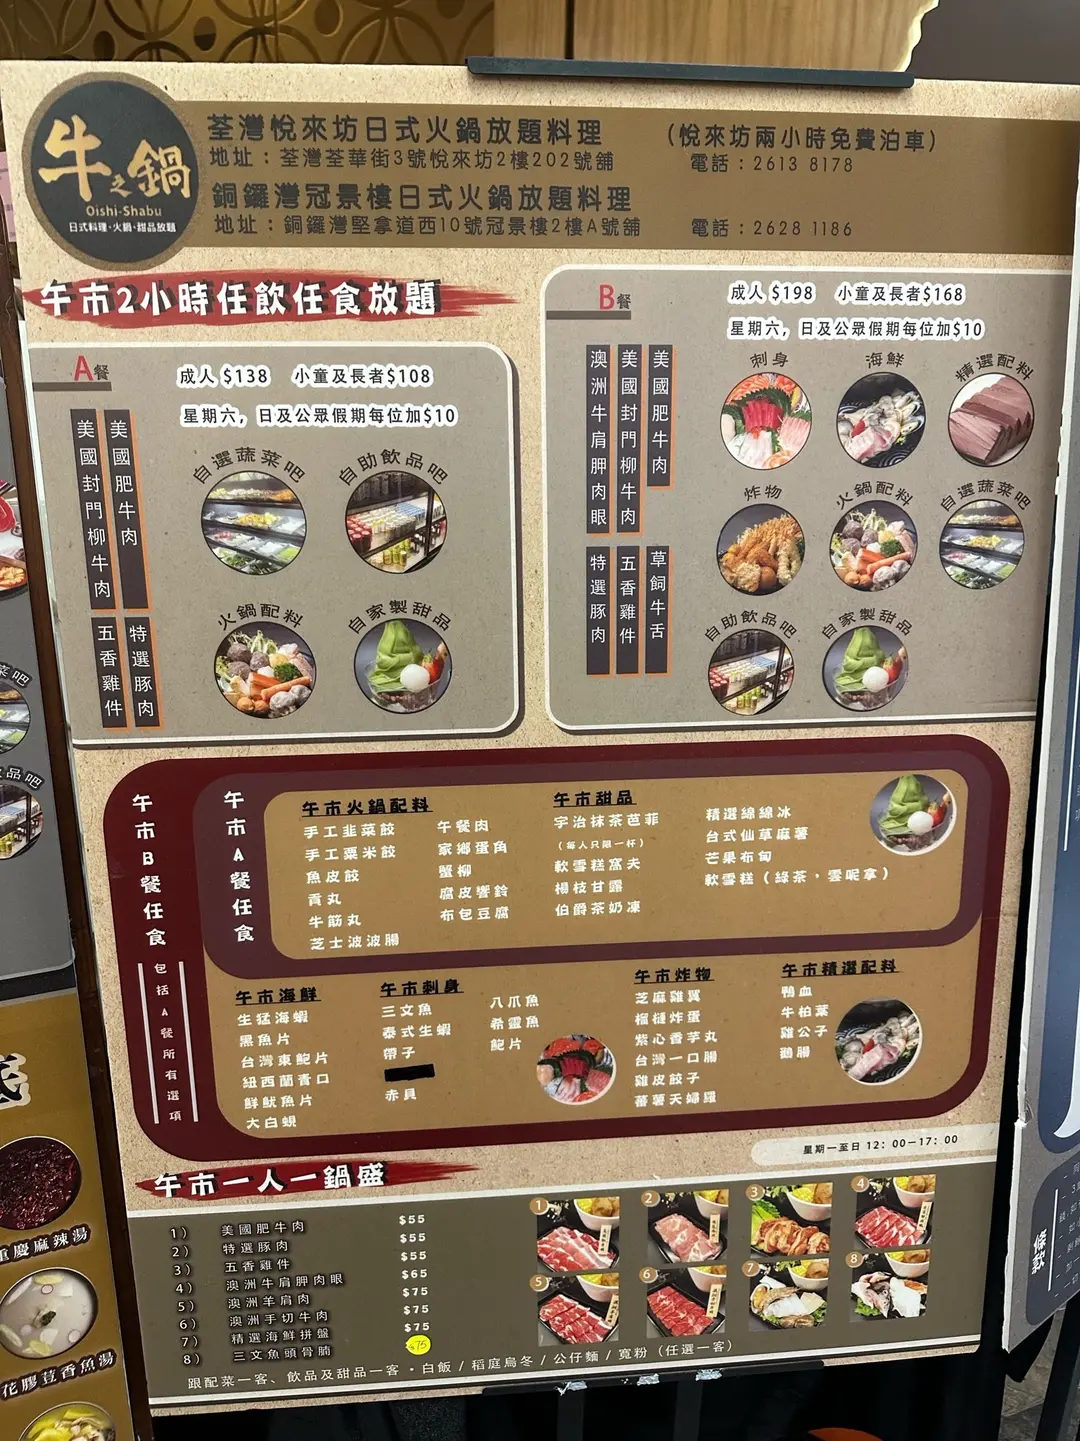 牛之鍋
Oishi-Shabu
日式料理·火鍋·甜品放題
荃灣悅來坊日式火鍋放題料理
(悅來坊兩小時免費泊車)
地址：荃灣荃華街3號悅來坊2樓202號舖
電話：2613 8178
銅鑼灣冠景樓日式火鍋放題料理
地址：銅鑼灣堅拿道西10號冠景樓2樓A號舖
電話：2628 1186
午市2小時任飲任食放題
A餐
成人 $138 小童及長者$108
星期六，日及公眾假期每位加$10
美國封門柳牛肉
美國肥牛肉
五香雞件
特選豚肉
自選蔬菜吧
自助飲品吧
火鍋配料
自家製甜品
B餐
成人 $198 小童及長者$168
星期六，日及公眾假期每位加$10
澳洲牛肩胛肉眼
美國封門柳牛肉
美國肥牛肉
特選豚肉
五香雞件
草飼牛舌
刺身
海鮮
精選配料
炸物
火鍋配料
自選蔬菜吧
自助飲品吧
自家製甜品
午市B餐任食
包括A餐所有選項
午市A餐任食
午市火鍋配料
手工韮菜餃
手工粟米餃
魚皮餃
貢丸
牛筋丸
芝士波波腸
午餐肉
家鄉蛋角
蟹柳
腐皮響鈴
布包豆腐
午市甜品
宇治抹茶芭菲
(每人只限一杯)
軟雪糕窩夫
楊枝甘露
伯爵茶奶凍
精選綿綿冰
台式仙草麻薯
芒果布甸
軟雪糕（綠茶·雲呢拿）
午市海鮮
生猛海蝦
黑魚片
台灣東鮑片
紐西蘭青口
鮮魷魚片
大白蜆
午市刺身
三文魚
泰式生蝦
帶子
赤貝
八爪魚
希靈魚
鮑片
午市炸物
芝麻雞翼
榴槤炸蛋
紫心香芋丸
台灣一口腸
雞皮餃子
蕃薯天婦羅
午市精選配料
鴨血
牛柏葉
雞公子
鵝腸
星期一至日 12：00－17：00
午市一人一鍋盛
1） 美國肥牛肉 $55
2） 特選豚肉 $55
3） 五香雞件 $55
4） 澳洲牛肩胛肉眼 $65
5） 澳洲羊肩肉 $75
6） 澳洲手切牛肉 $75
7） 精選海鮮拼盤 $75
8） 三文魚頭骨腩 $75
跟配菜一客、飲品及甜品一客·白飯 / 稻庭烏冬 / 公仔麵 / 寬粉（任選一客）
1
2
3
4
5
6
7
8
重慶麻辣湯
花膠荳香魚湯
條款